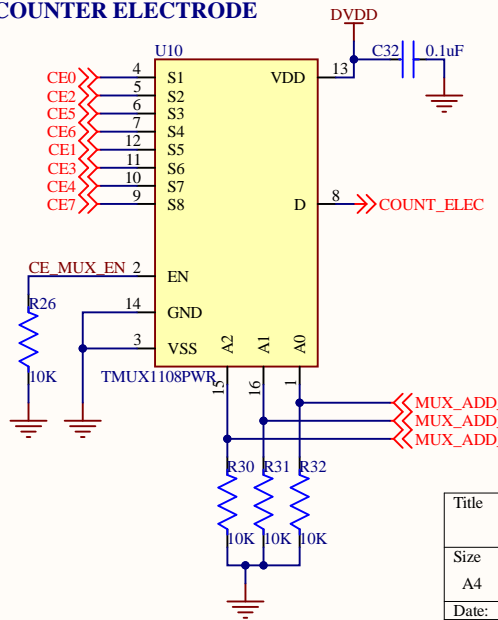 COUNTER ELECTRODE
DVDD
U10
C32 0.1uF
CE0 4 S1 VDD 13
CE2 5 S2
CE5 6 S3
CE6 7 S4
CE1 12 S5
CE3 11 S6
CE4 10 S7
CE7 9 S8 D 8 COUNT_ELEC
CE_MUX_EN 2 EN
R26
14 GND
3 VSS A2 A1 A0
10K
TMUX1108PWR
15 16 1
MUX_ADD_
MUX_ADD_
MUX_ADD_
R30 R31 R32
10K 10K 10K
Title
Size
A4
Date: